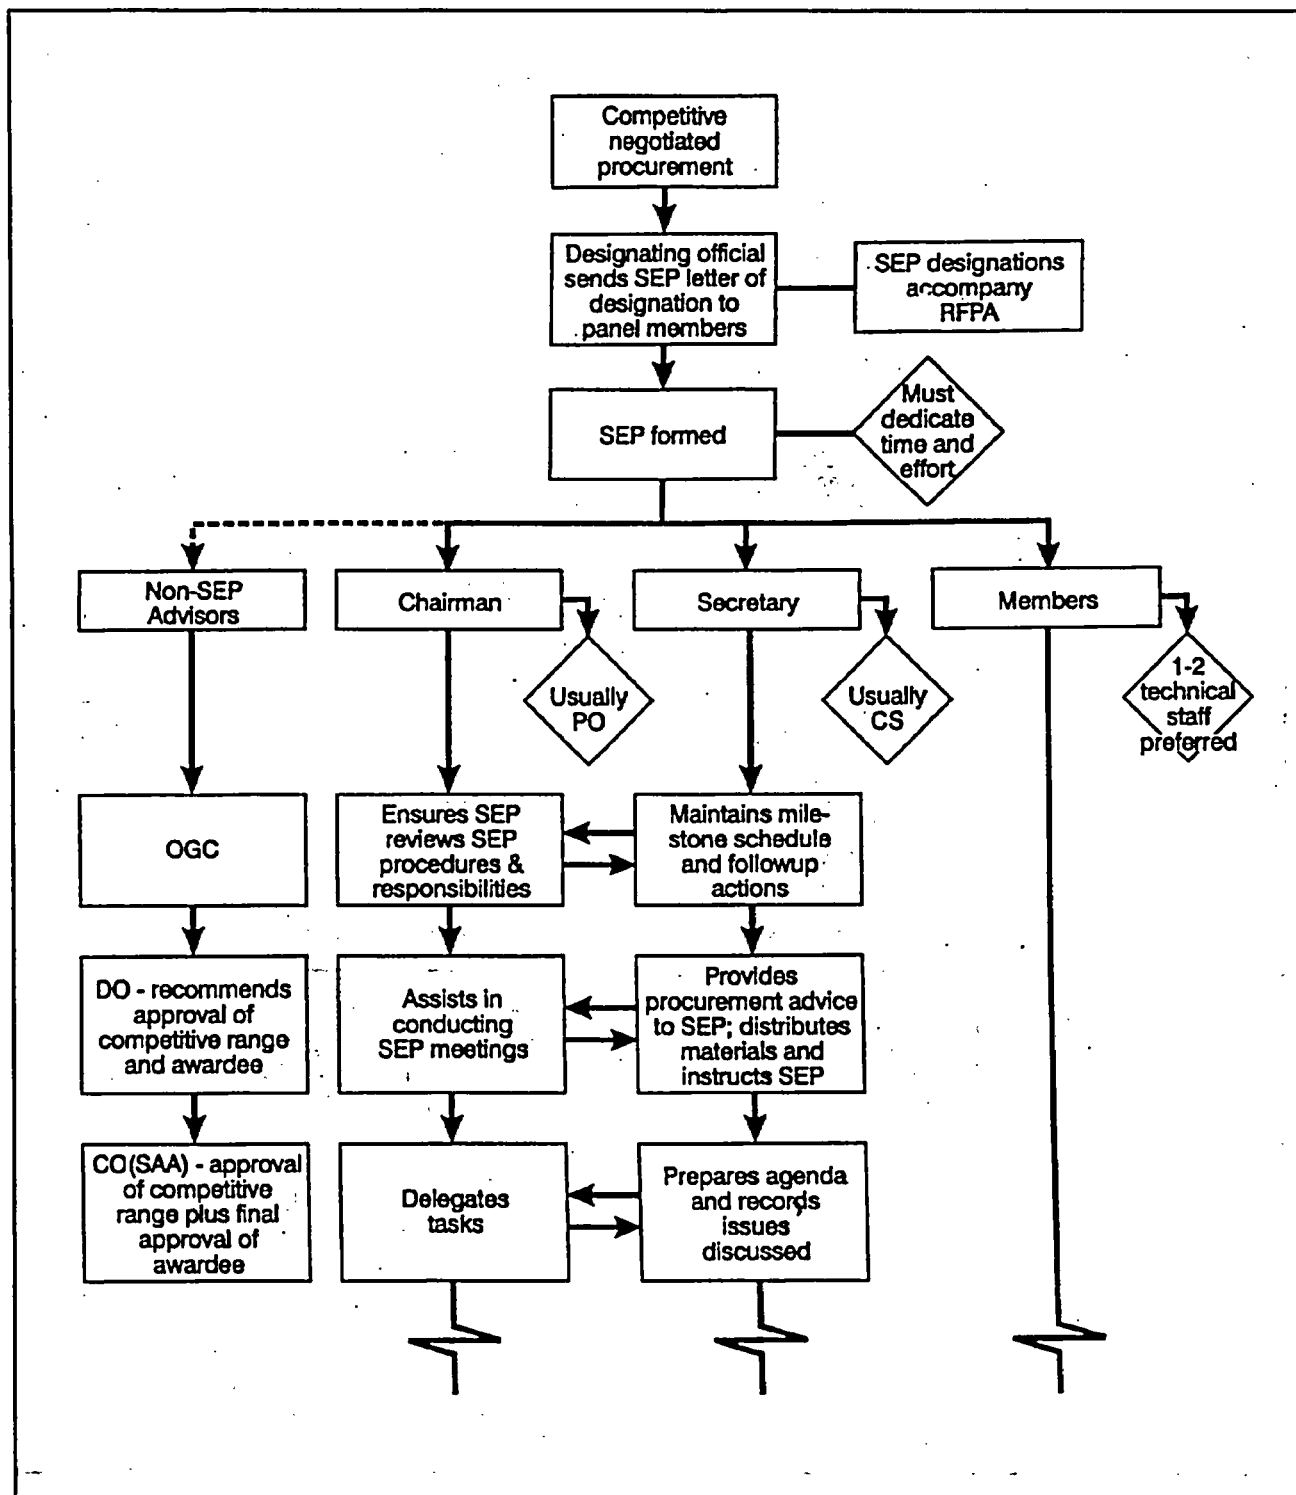 Competitive
negotiated
procurement
Designating official
sends SEP letter of
designation to
panel members
SEP designations
accompany
RFPA
SEP formed
Must
dedicate
time and
effort
Non-SEP
Advisors
Chairman
Secretary
Members
Usually
PO
Usually
CS
1-2
technical
staff
preferred
OGC
Ensures SEP
reviews SEP
procedures &
responsibilities
Maintains mile-
stone schedule
and followup
actions
DO - recommends
approval of
competitive range
and awardee
Assists in
conducting
SEP meetings
Provides
procurement advice
to SEP; distributes
materials and
instructs SEP
CO(SAA) - approval
of competitive
range plus final
approval of
awardee
Delegates
tasks
Prepares agenda
and records
issues
discussed